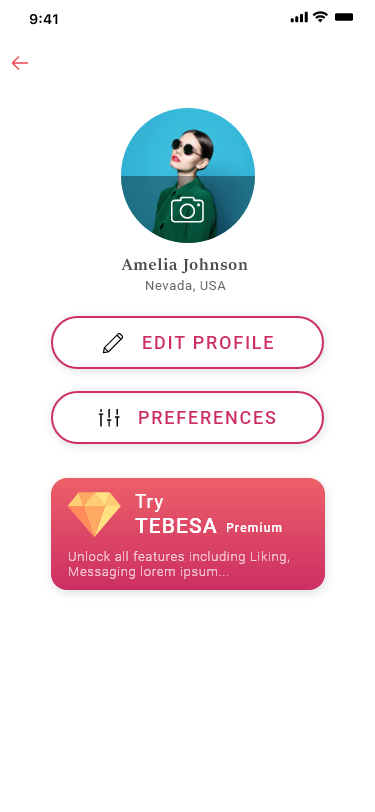 9:41
Amelia Johnson
Nevada, USA
EDIT PROFILE
PREFERENCES
Try
TEBESA Premium
Unlock all features including Liking,
Messaging lorem ipsum...